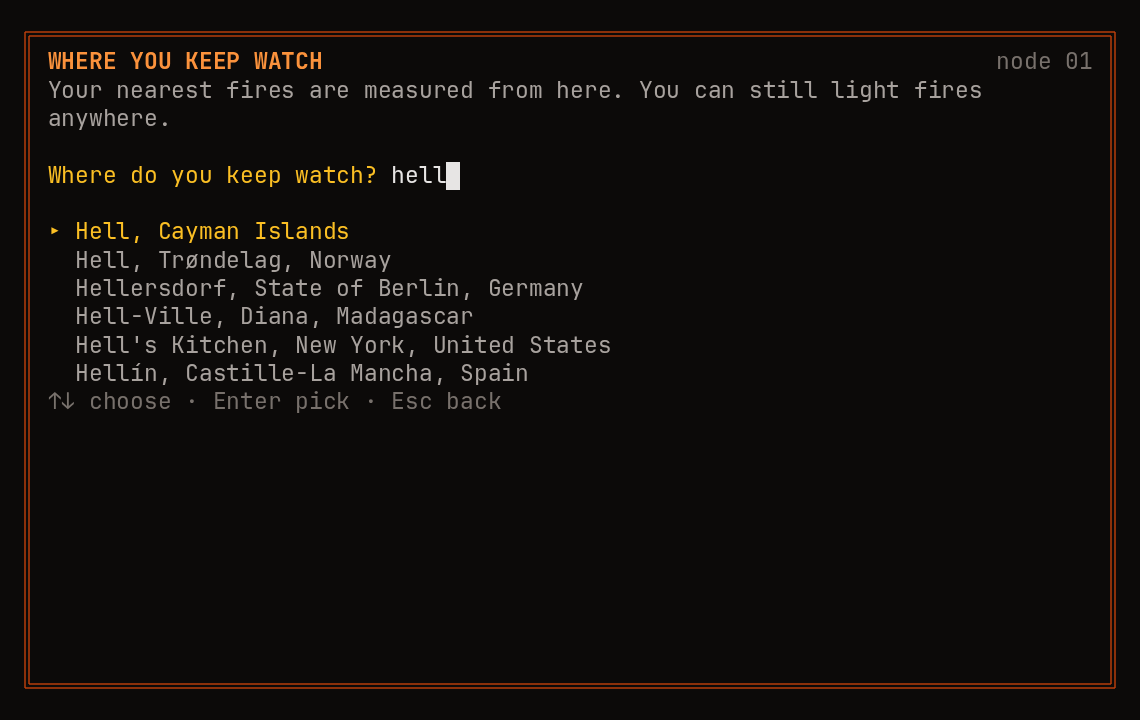 WHERE YOU KEEP WATCH node 01
Your nearest fires are measured from here. You can still light fires
anywhere.
Where do you keep watch? hell
▸ Hell, Cayman Islands
Hell, Trøndelag, Norway
Hellersdorf, State of Berlin, Germany
Hell-Ville, Diana, Madagascar
Hell's Kitchen, New York, United States
Hellín, Castille-La Mancha, Spain
↑↓ choose · Enter pick · Esc back